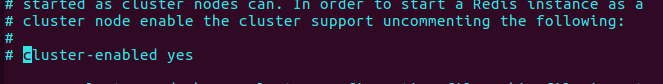 # started as cluster nodes can. In order to start a Redis instance as a
# cluster node enable the cluster support uncommenting the following:
#
# cluster-enabled yes